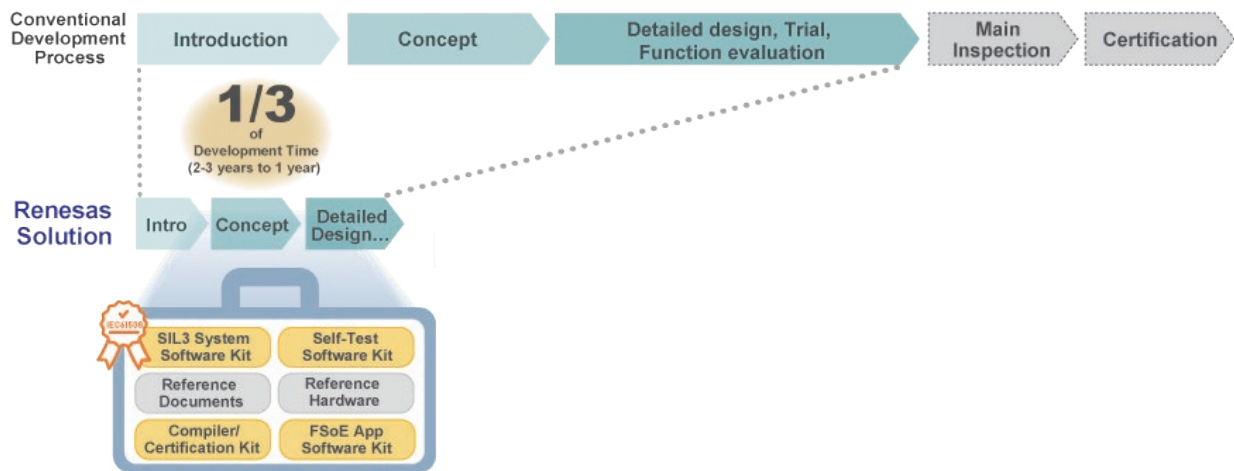 Conventional
Development
Process
Introduction
Concept
Detailed design, Trial,
Function evaluation
Main
Inspection
Certification
1/3
of
Development Time
(2-3 years to 1 year)
Renesas
Solution
Intro
Concept
Detailed
Design...
IEC61508
SIL3 System
Software Kit
Self-Test
Software Kit
Reference
Documents
Reference
Hardware
Compiler/
Certification Kit
FSoE App
Software Kit